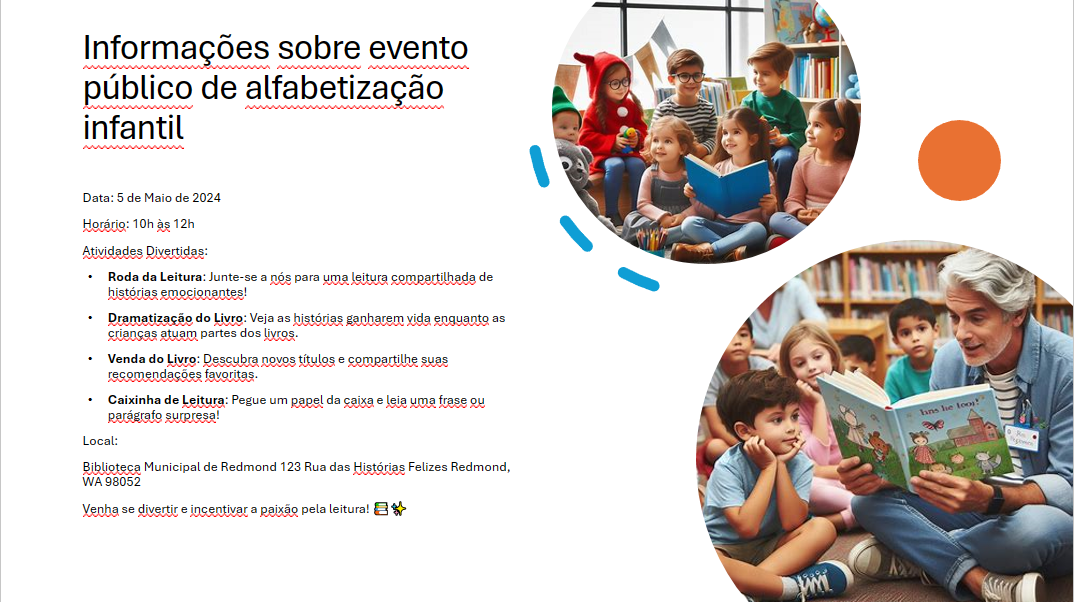 Informações sobre evento
público de alfabetização
infantil
Data: 5 de Maio de 2024
Horário: 10h às 12h
Atividades Divertidas:
• Roda da Leitura: Junte-se a nós para uma leitura compartilhada de
histórias emocionantes!
• Dramatização do Livro: Veja as histórias ganharem vida enquanto as
crianças atuam partes dos livros.
• Venda do Livro: Descubra novos títulos e compartilhe suas
recomendações favoritas.
• Caixinha de Leitura: Pegue um papel da caixa e leia uma frase ou
parágrafo surpresa!
Local:
Biblioteca Municipal de Redmond 123 Rua das Histórias Felizes Redmond,
WA 98052
Venha se divertir e incentivar a paixão pela leitura! 📚✨